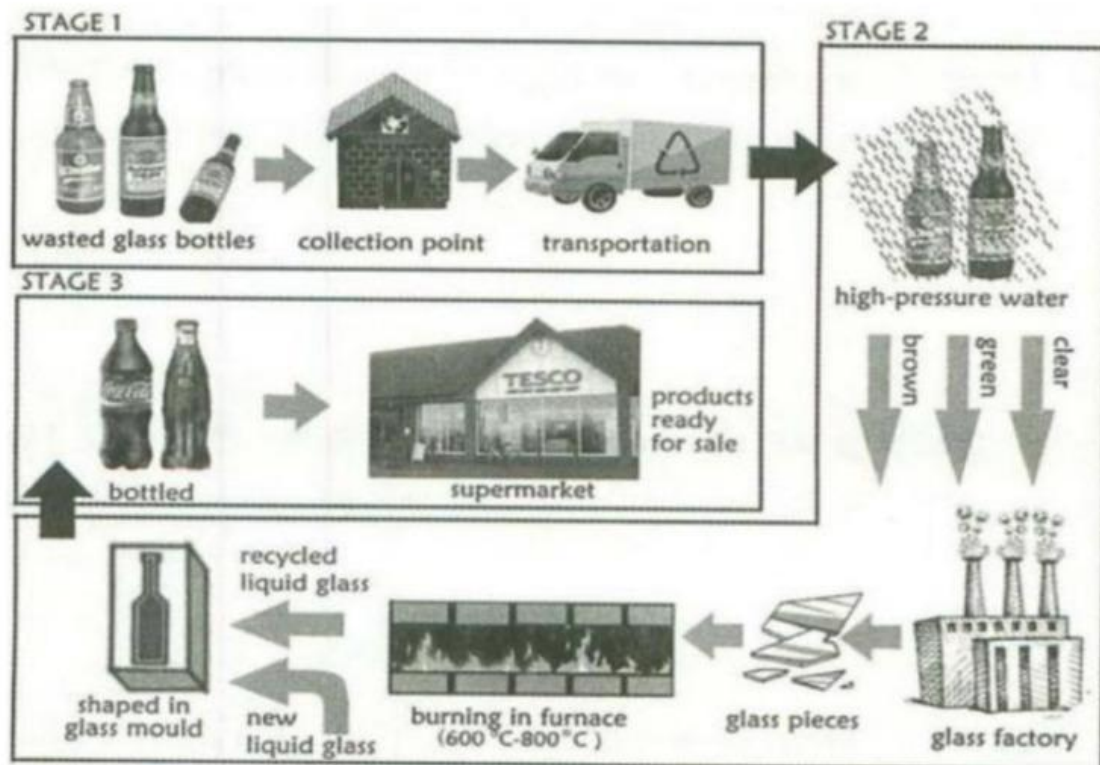 STAGE 1
wasted glass bottles
collection point
transportation
STAGE 2
high-pressure water
brown
green
clear
glass factory
glass pieces
burning in furnace
(600°C-800°C)
recycled
liquid glass
new
liquid glass
shaped in
glass mould
STAGE 3
bottled
TESCO
supermarket
products
ready
for sale